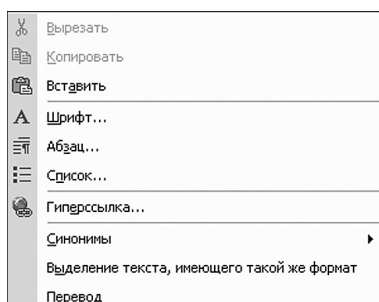 Вырезать
Копировать
Вставить
Шрифт...
Абзац...
Список...
Гиперссылка...
Синонимы
Выделение текста, имеющего такой же формат
Перевод